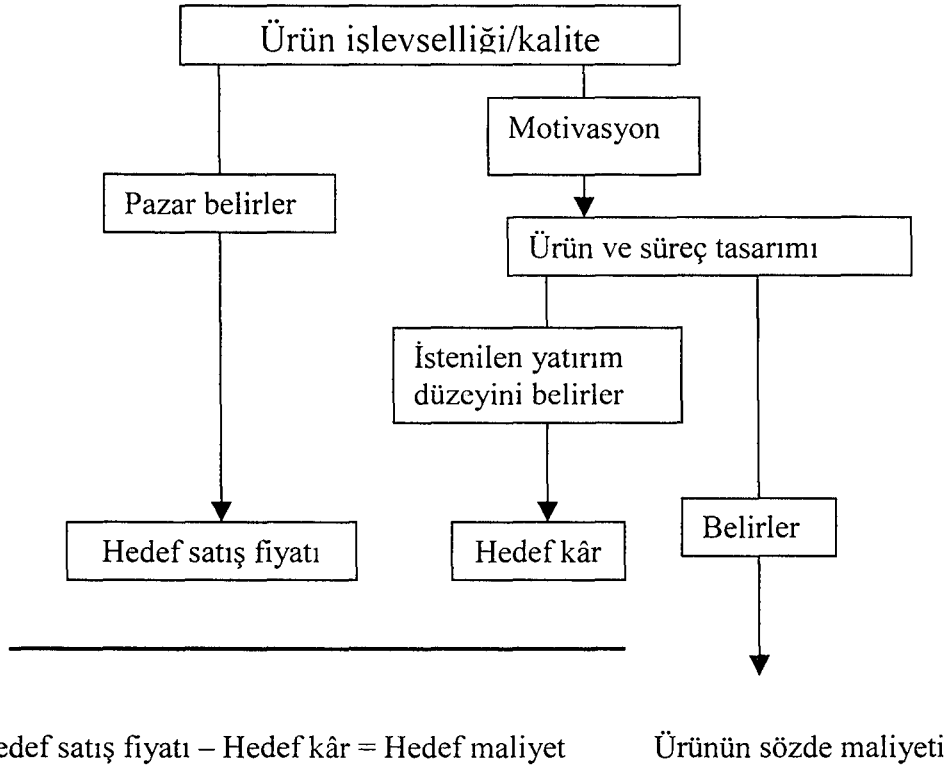 Ürün işlevselliği/kalite
Motivasyon
Pazar belirler
Ürün ve süreç tasarımı
İstenilen yatırım
düzeyini belirler
Belirler
Hedef satış fiyatı
Hedef kâr
edef satış fiyatı – Hedef kâr = Hedef maliyet
Ürünün sözde maliyeti